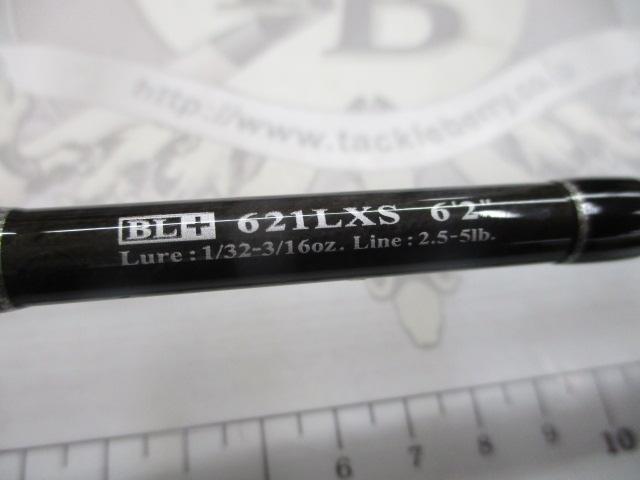 B
http://www.tackleberry.co.jp
BL+ 621LXS 6'2"
Lure : 1/32-3/16oz. Line : 2.5-5lb.
6 7 8 9 10